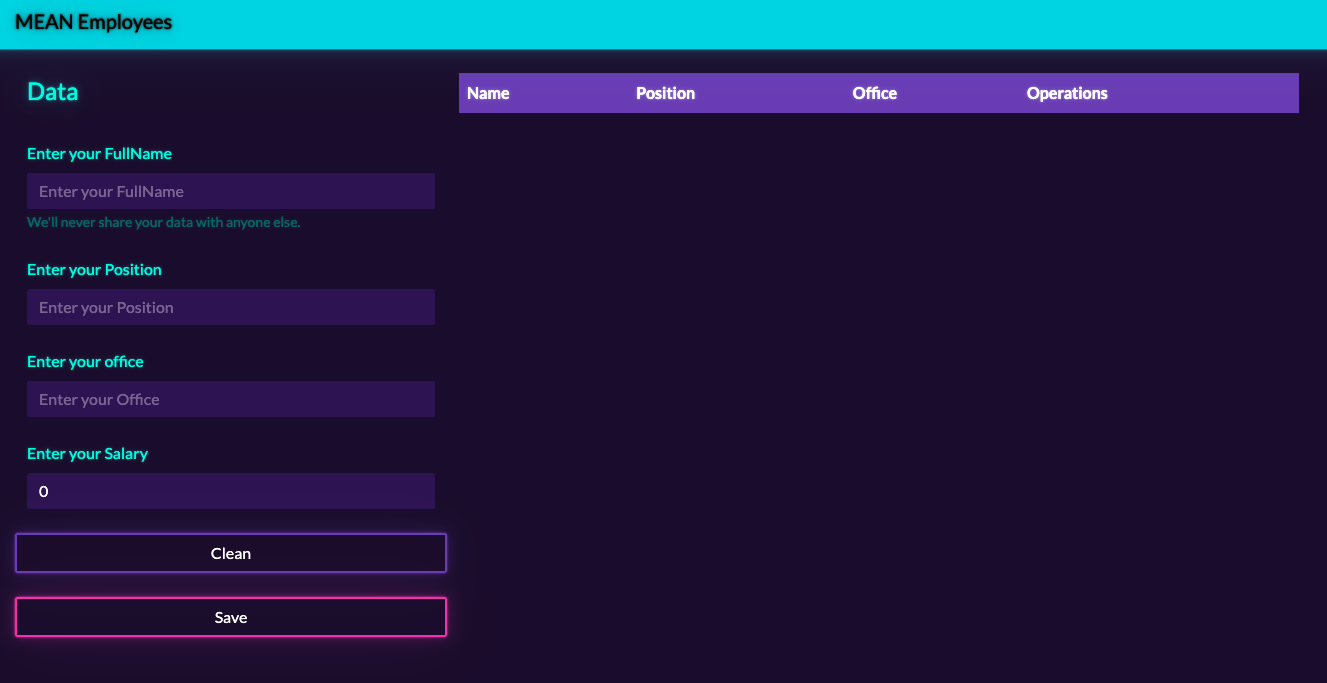 MEAN Employees
Data
Enter your FullName
Enter your FullName
We'll never share your data with anyone else.
Enter your Position
Enter your Position
Enter your office
Enter your Office
Enter your Salary
0
Clean
Save
Name Position Office Operations